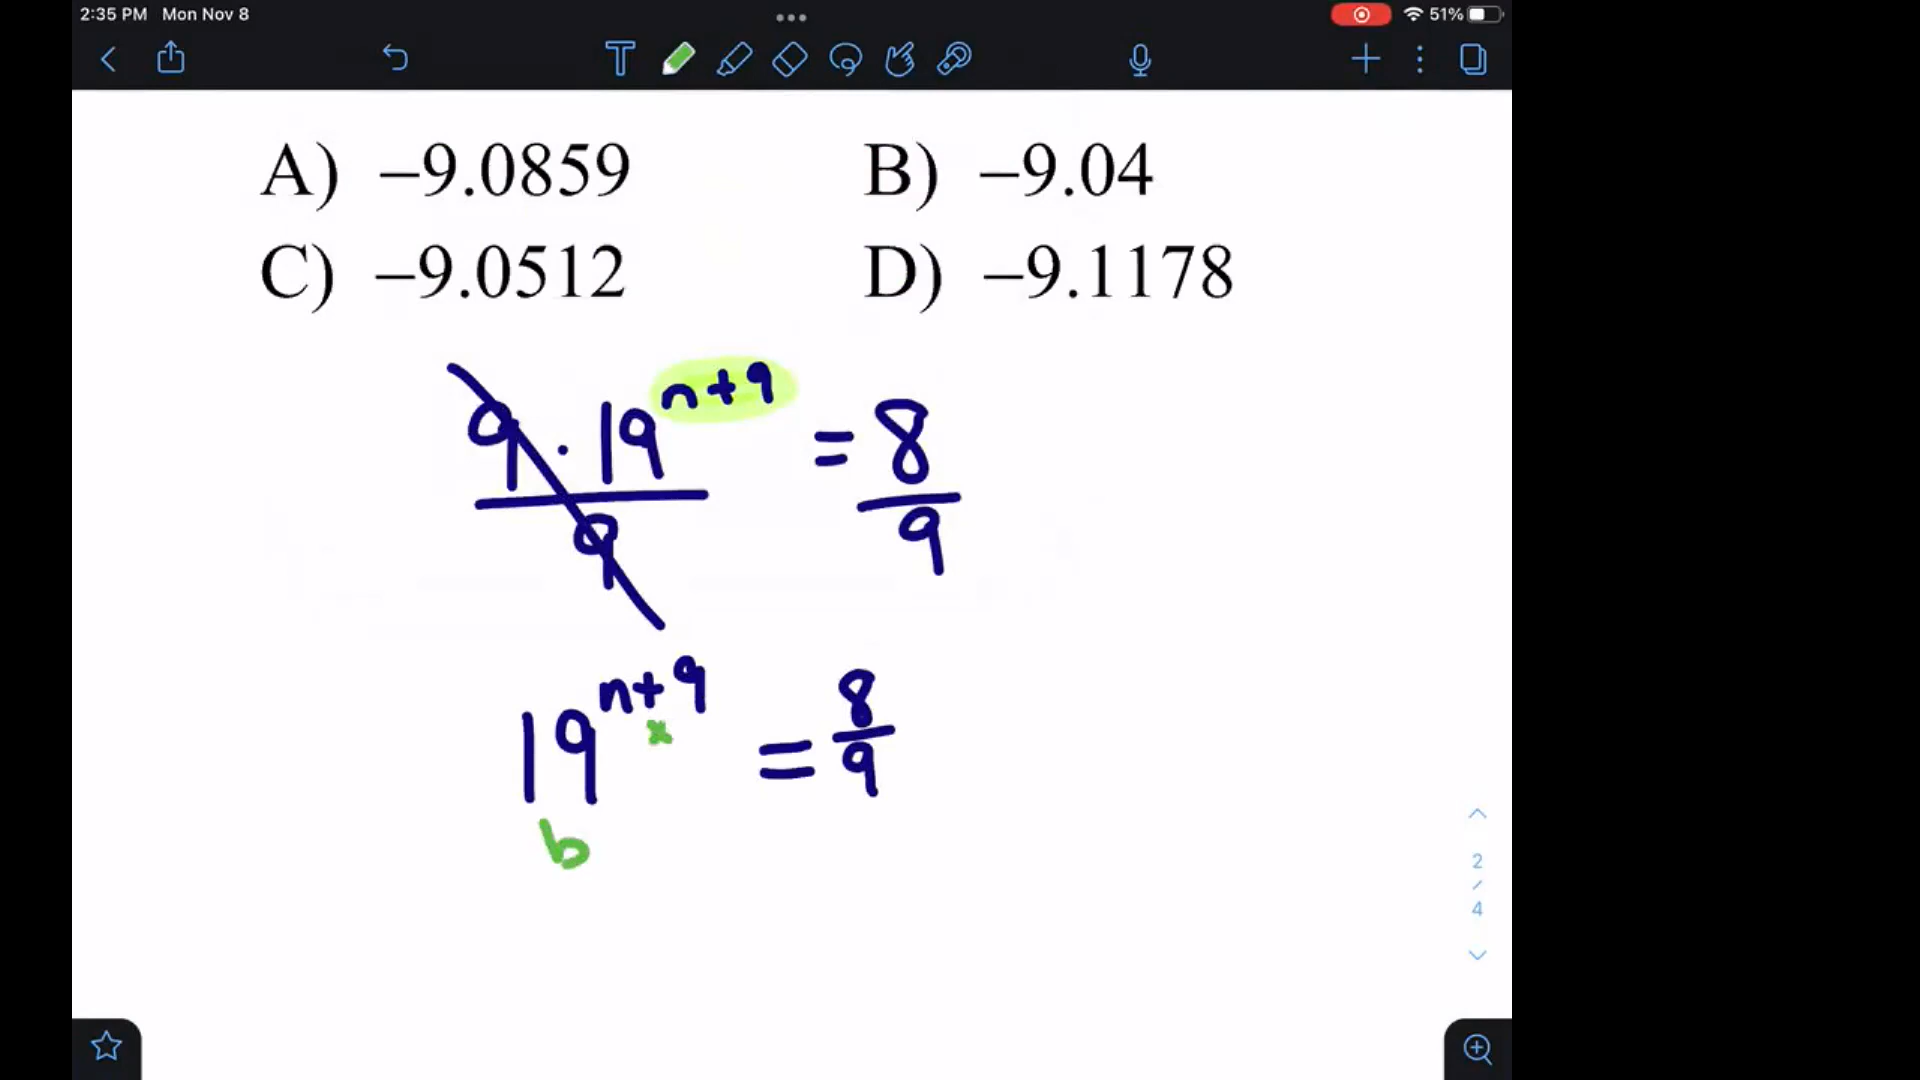 2:35 PM Mon Nov 8
51%
T
A) −9.0859 B) −9.04
C) −9.0512 D) −9.1178
9 · 19^(n+9) = 8
9 9
19^(n+9) = 8/9
x
b
2
/
4